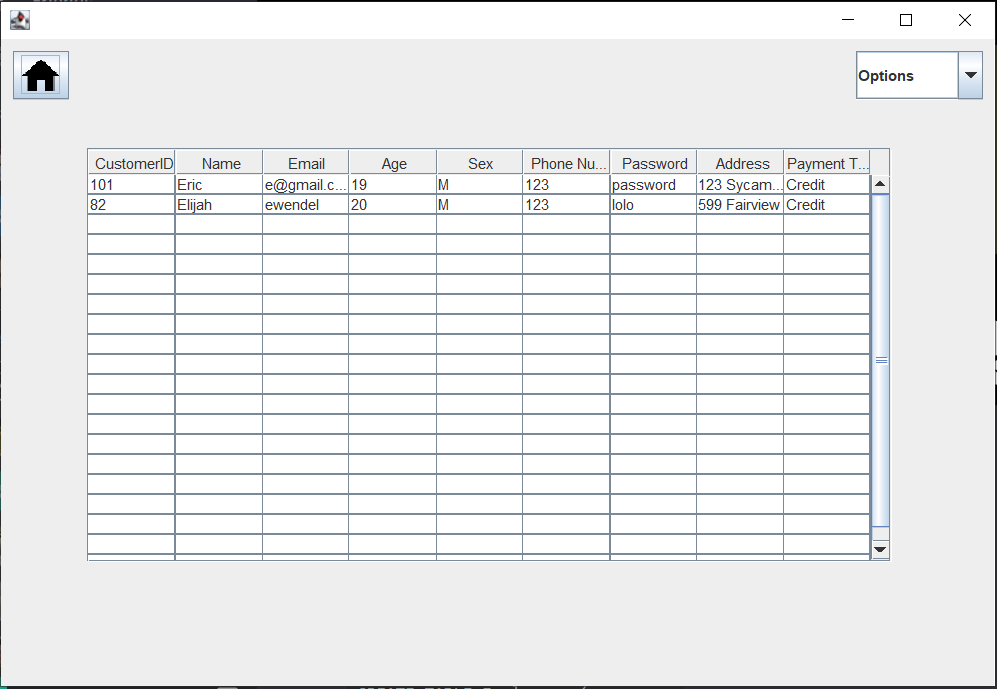 Options
CustomerID Name Email Age Sex Phone Nu... Password Address Payment T...
101 Eric e@gmail.c... 19 M 123 password 123 Sycam... Credit
82 Elijah ewendel 20 M 123 lolo 599 Fairview Credit